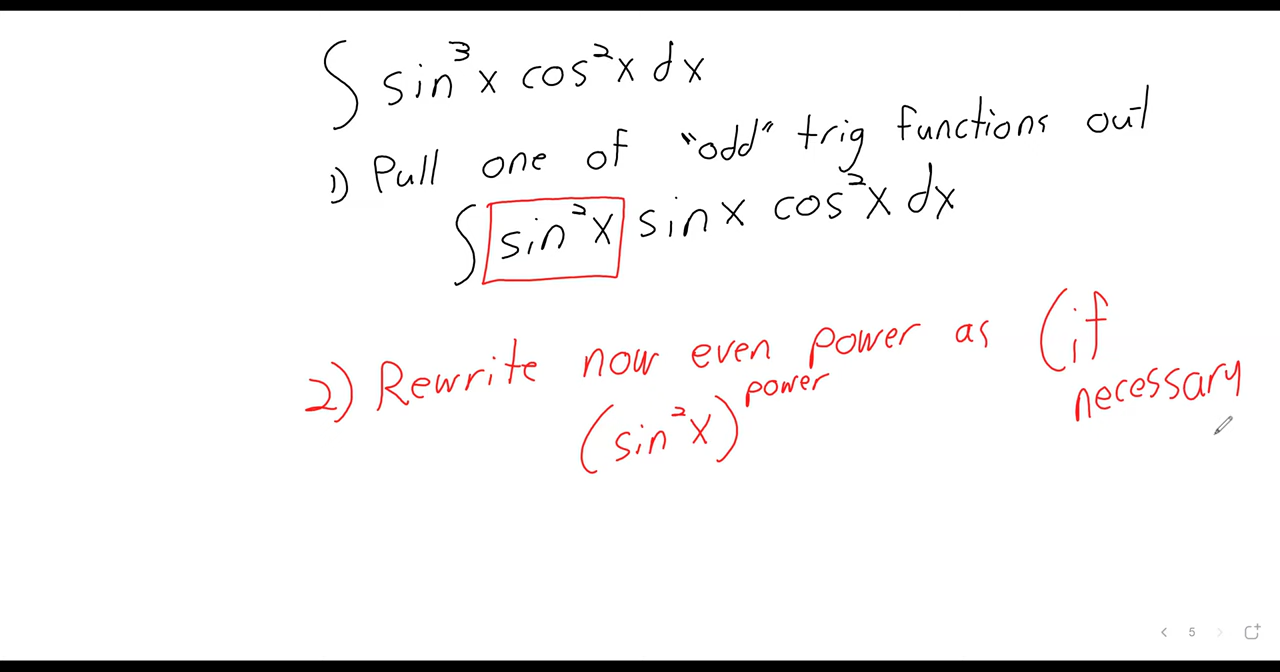 ∫ sin³x cos²x dx
1) Pull one of "odd" trig functions out
∫ sin²x sinx cos²x dx
2) Rewrite now even power as (if
necessary
(sin²x)^power
5